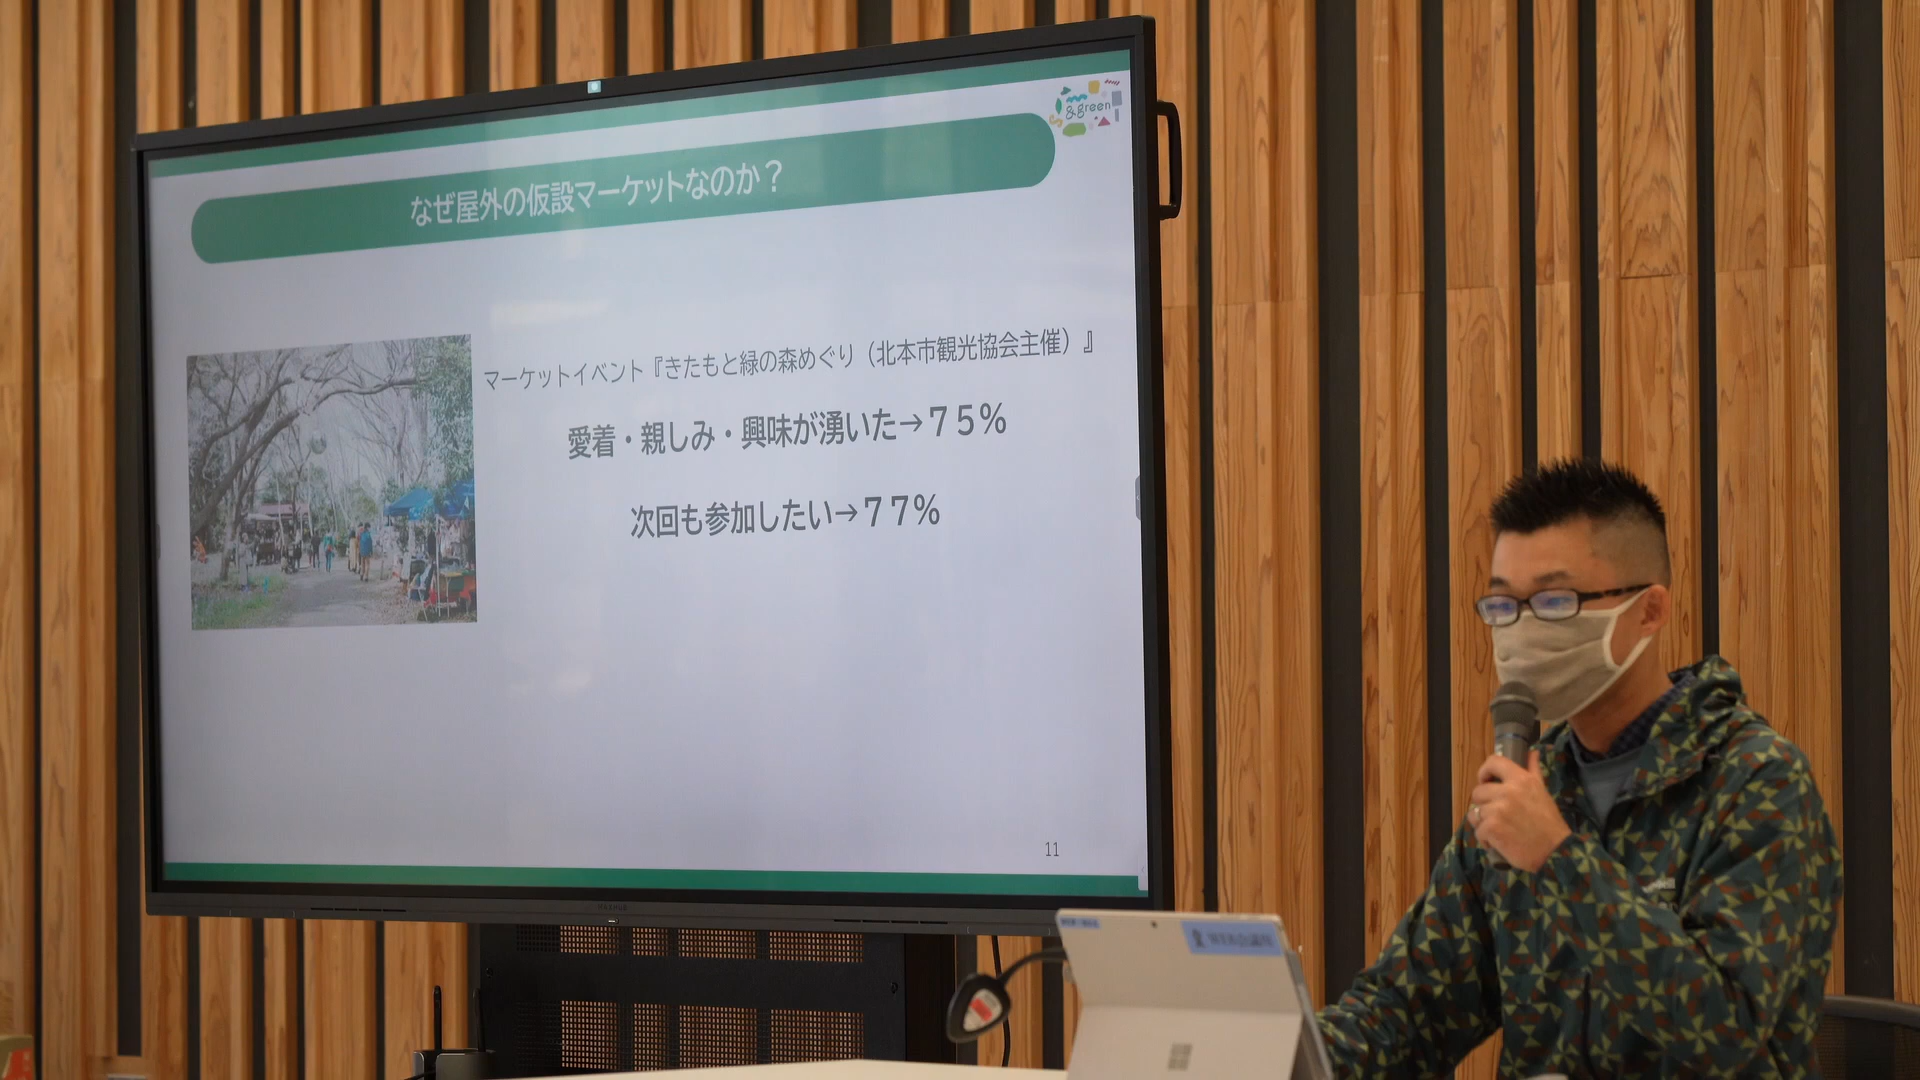 &green
なぜ屋外の仮設マーケットなのか？
マーケットイベント『きたもと緑の森めぐり（北本市観光協会主催）』
愛着・親しみ・興味が湧いた→７５％
次回も参加したい→７７％
11